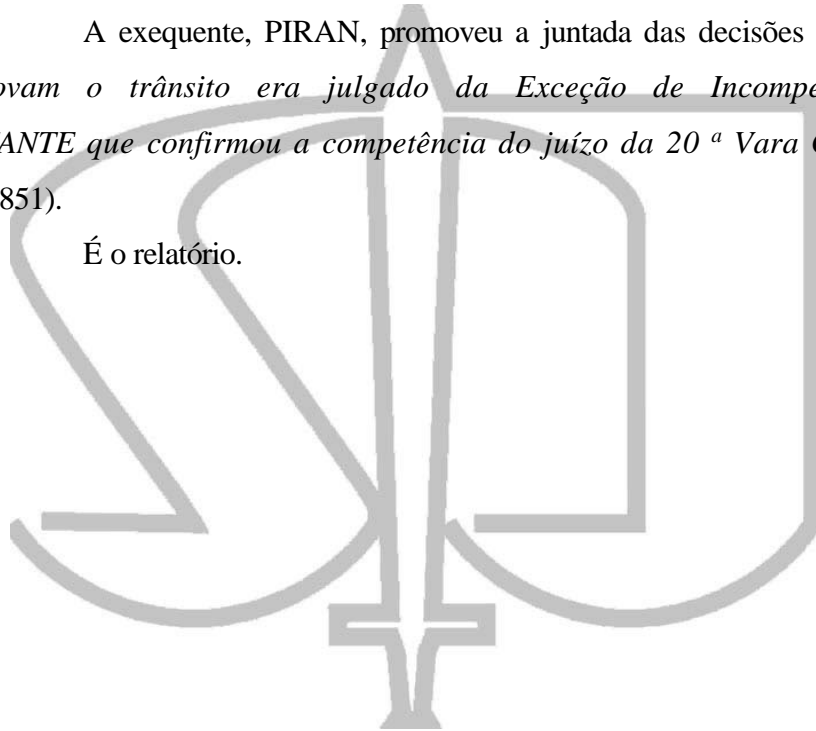 A exequente, PIRAN, promoveu a juntada das decisões
ovam o trânsito era julgado da Exceção de Incompe
ANTE que confirmou a competência do juízo da 20 ª Vara
851).
É o relatório.